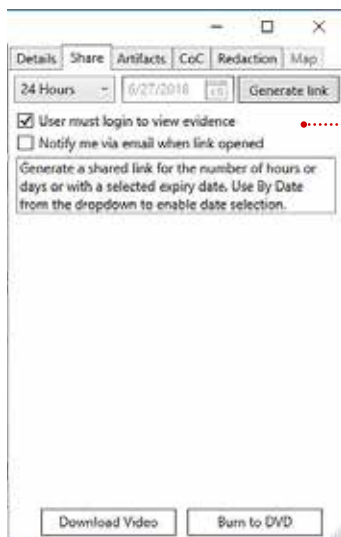 Details Share Artifacts CoC Redaction Map
24 Hours 6/27/2018 15 Generate link
User must login to view evidence
Notify me via email when link opened
Generate a shared link for the number of hours or
days or with a selected expiry date. Use By Date
from the dropdown to enable date selection.
Download Video Burn to DVD